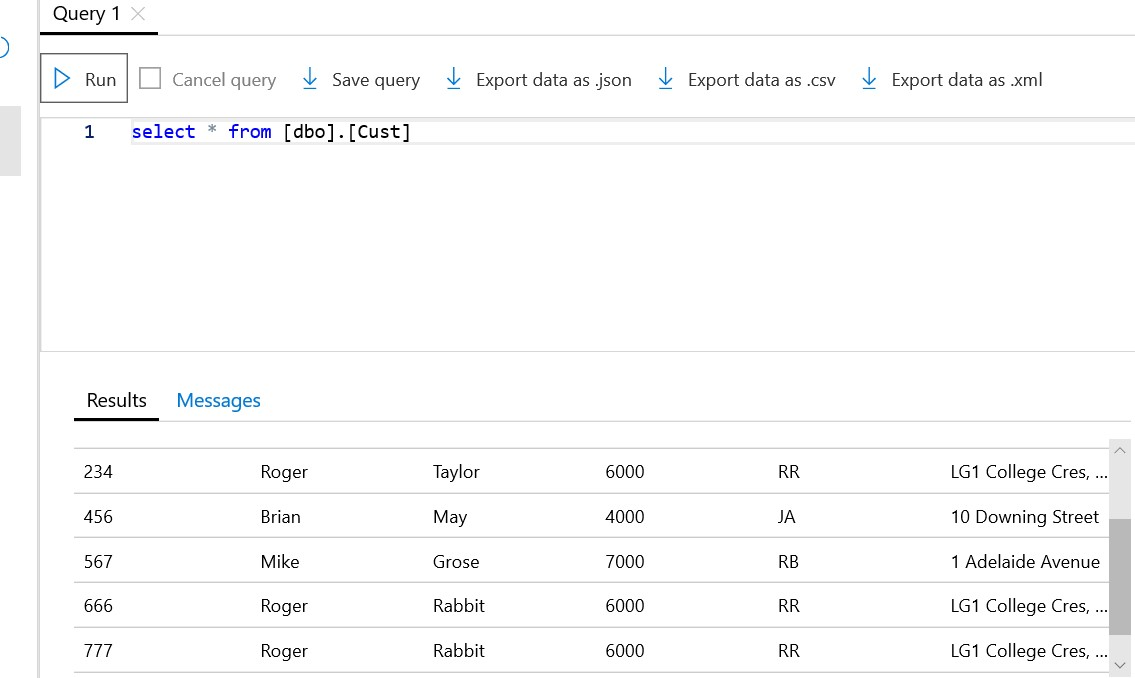 Query 1
Run Cancel query Save query Export data as .json Export data as .csv Export data as .xml
1 select * from [dbo].[Cust]
Results Messages
234 Roger Taylor 6000 RR LG1 College Cres, ...
456 Brian May 4000 JA 10 Downing Street
567 Mike Grose 7000 RB 1 Adelaide Avenue
666 Roger Rabbit 6000 RR LG1 College Cres, ...
777 Roger Rabbit 6000 RR LG1 College Cres, ...